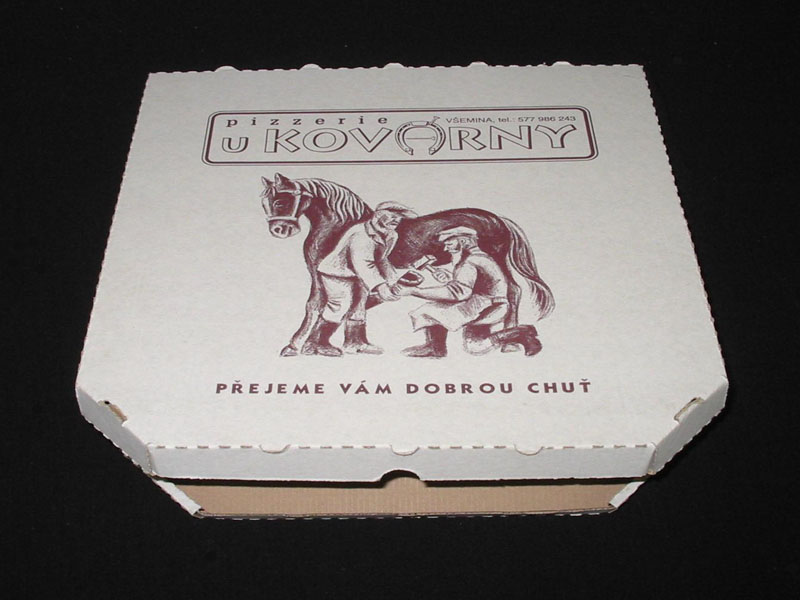 pizzerie VŠEMINA, tel.: 577 986 243
U KOVÁRNY
PŘEJEME VÁM DOBROU CHUŤ